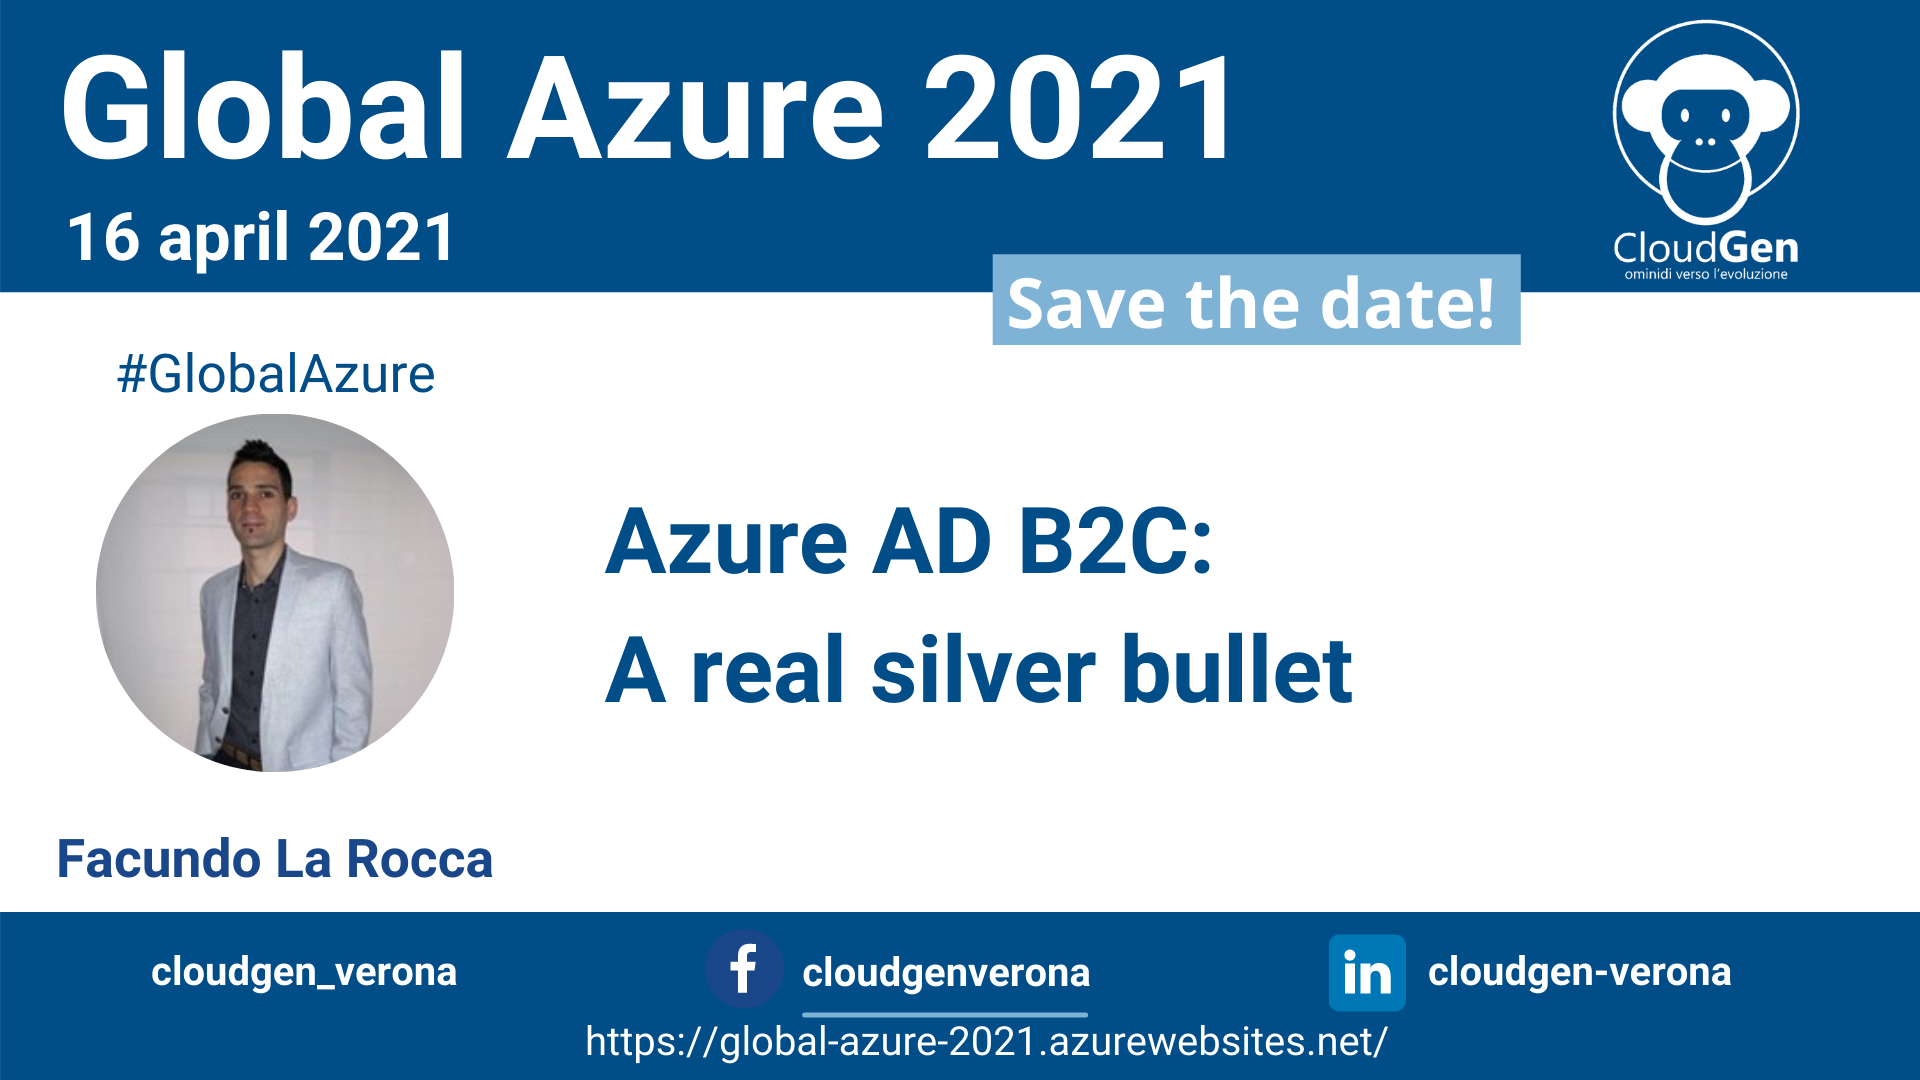 Global Azure 2021
16 april 2021
CloudGen
ominidi verso l'evoluzione
Save the date!
#GlobalAzure
Azure AD B2C:
A real silver bullet
Facundo La Rocca
cloudgen_verona
f cloudgenverona
in cloudgen-verona
https://global-azure-2021.azurewebsites.net/